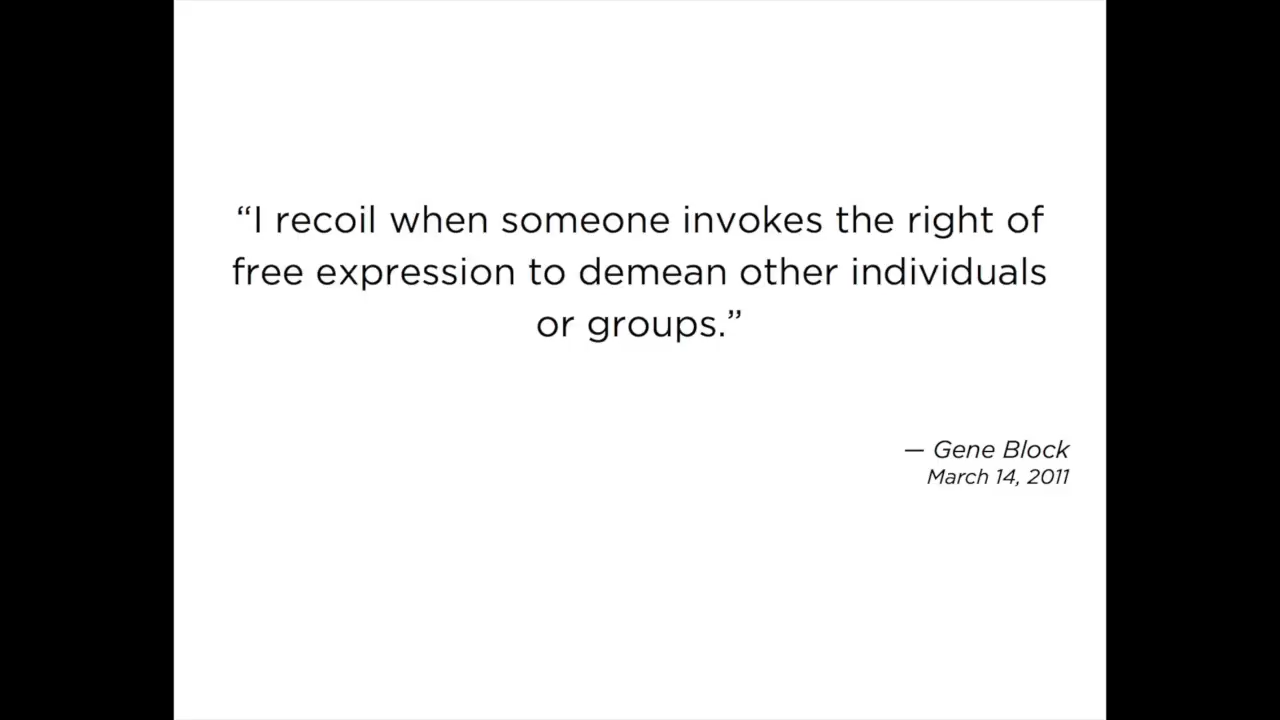 “I recoil when someone invokes the right of
free expression to demean other individuals
or groups.”
— Gene Block
March 14, 2011